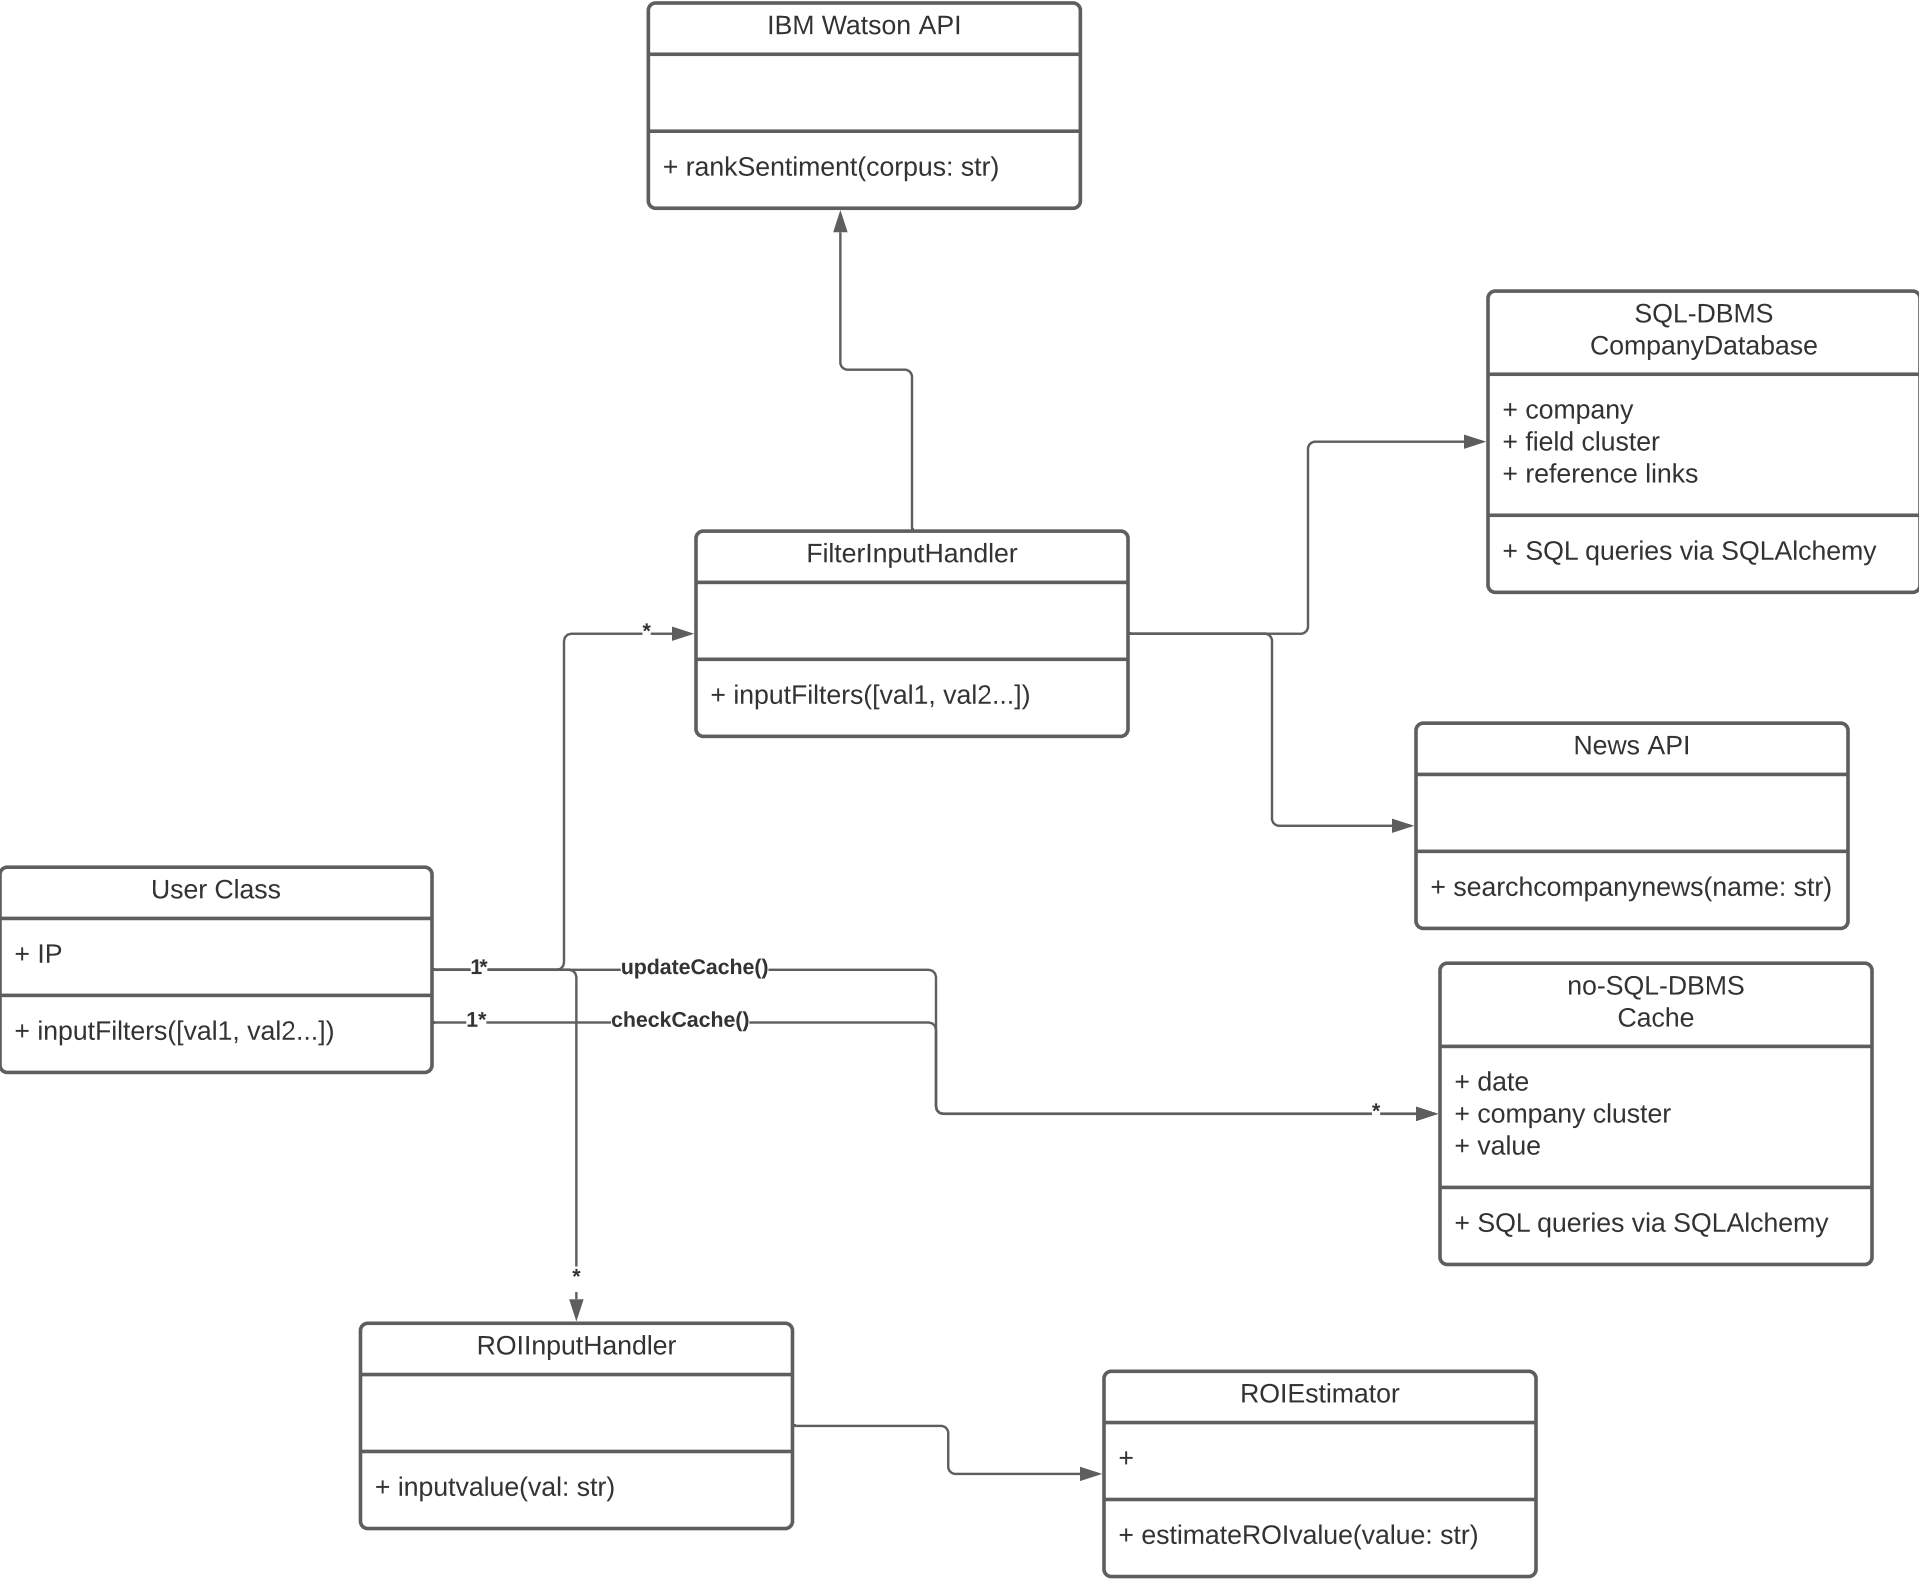 IBM Watson API
+ rankSentiment(corpus: str)
SQL-DBMS
CompanyDatabase
+ company
+ field cluster
+ reference links
+ SQL queries via SQLAlchemy
FilterInputHandler
*
+ inputFilters([val1, val2...])
News API
+ searchcompanynews(name: str)
User Class
+ IP
+ inputFilters([val1, val2...])
1* updateCache()
1* checkCache()
*
no-SQL-DBMS
Cache
+ date
+ company cluster
+ value
+ SQL queries via SQLAlchemy
*
ROIInputHandler
+ inputvalue(val: str)
ROIEstimator
+
+ estimateROIvalue(value: str)